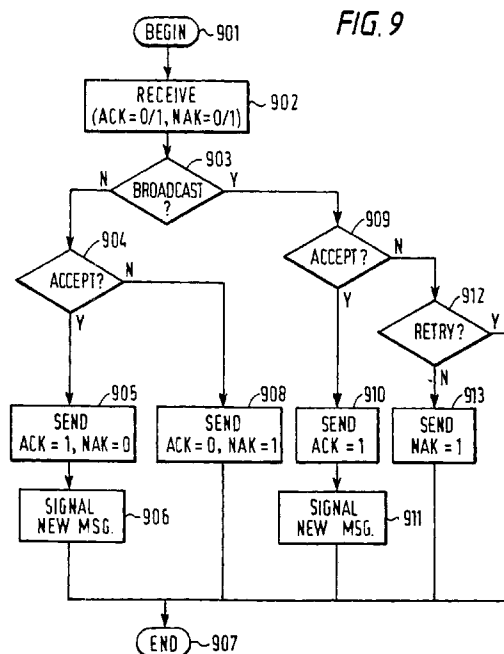 FIG. 9
BEGIN 901
RECEIVE
(ACK=0/1, NAK=0/1)
902
903
BROADCAST
?
N
Y
904
ACCEPT?
N
Y
909
ACCEPT?
N
Y
912
RETRY?
Y
N
905
SEND
ACK = 1, NAK=0
908
SEND
ACK=0, NAK=1
910
SEND
ACK = 1
913
SEND
NAK = 1
SIGNAL
NEW MSG.
906
SIGNAL
NEW MSG.
911
END 907